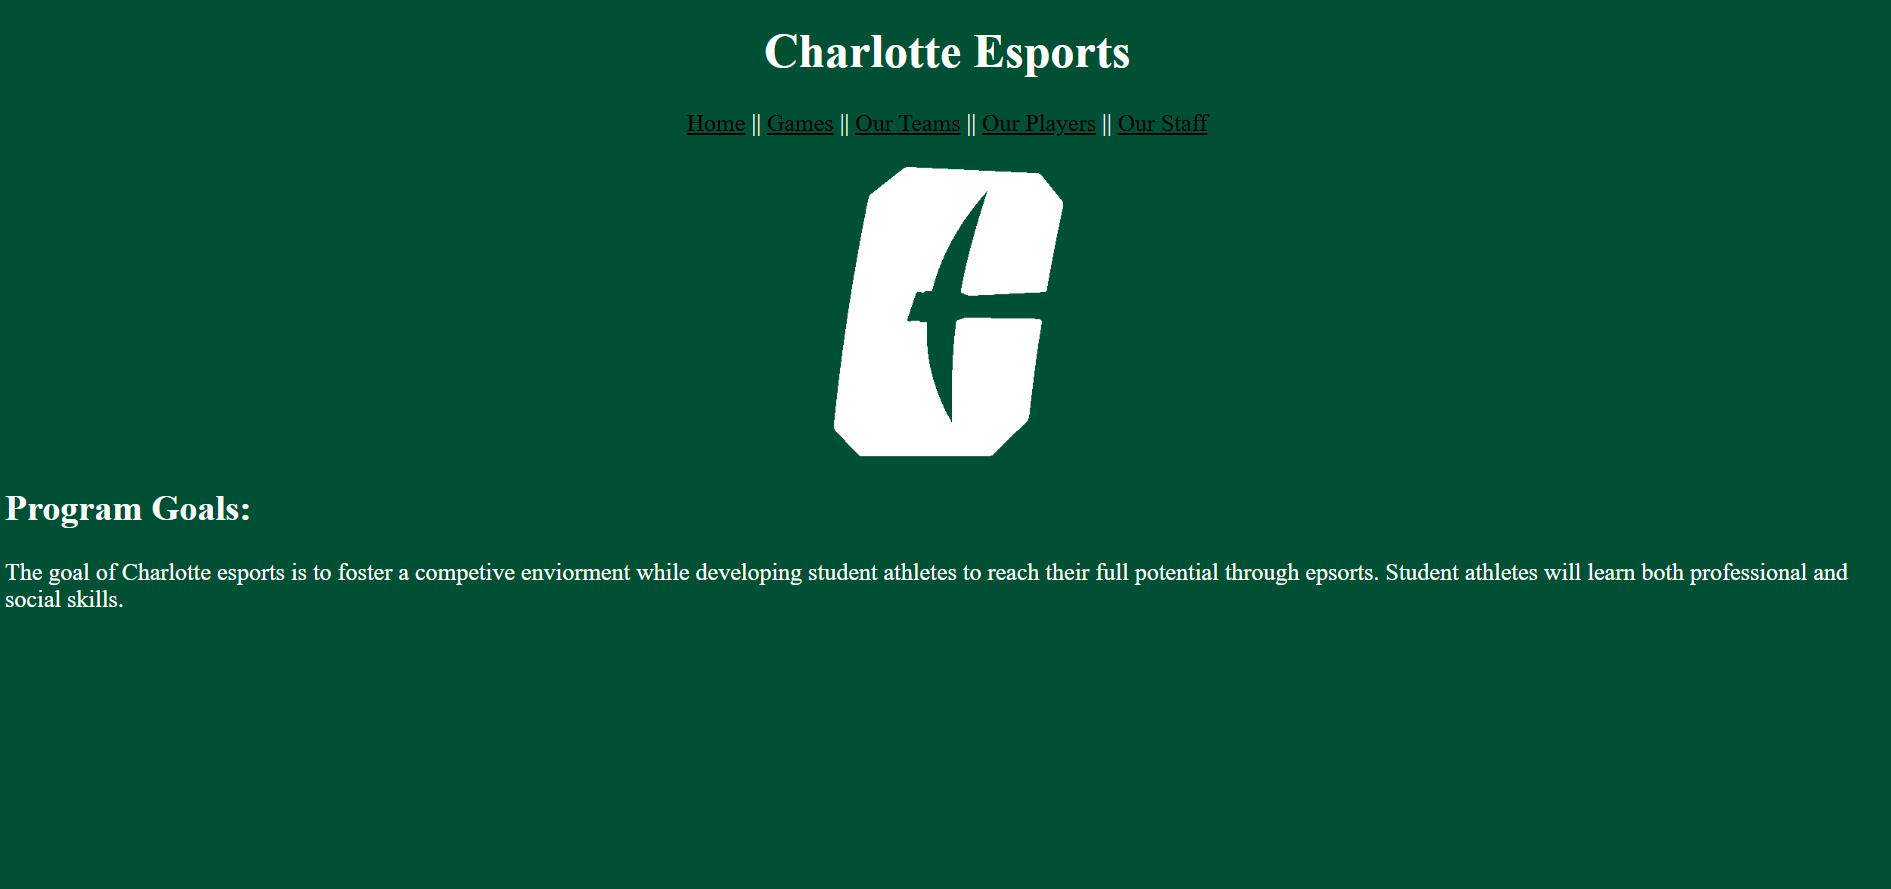 Charlotte Esports
Home || Games || Our Teams || Our Players || Our Staff
Program Goals:
The goal of Charlotte esports is to foster a competive enviorment while developing student athletes to reach their full potential through epsorts. Student athletes will learn both professional and
social skills.